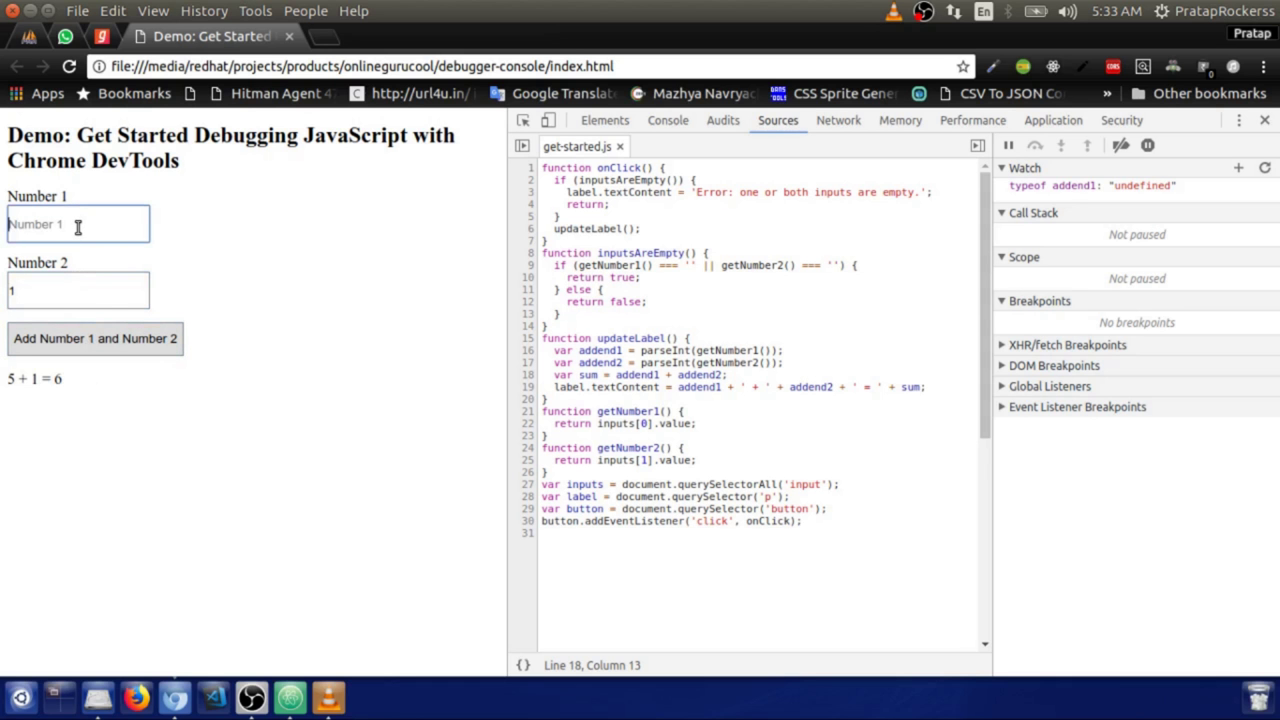 File Edit View History Tools People Help
En
5:33 AM PratapRockerss
Demo: Get Started
Pratap
file:///media/redhat/projects/products/onlinegurucool/debugger-console/index.html
CORS
0
Apps Bookmarks Hitman Agent 47 http://url4u.in/ Google Translat Mazhya Navryac CSS Sprite Gene CSV To JSON Co » Other bookmarks
Demo: Get Started Debugging JavaScript with
Chrome DevTools
Number 1
Number 1
Number 2
1
Add Number 1 and Number 2
5 + 1 = 6
Elements Console Audits Sources Network Memory Performance Application Security
get-started.js
1 function onClick() {
2 if (inputsAreEmpty()) {
3 label.textContent = 'Error: one or both inputs are empty.';
4 return;
5 }
6 updateLabel();
7 }
8 function inputsAreEmpty() {
9 if (getNumber1() === '' || getNumber2() === '') {
10 return true;
11 } else {
12 return false;
13 }
14 }
15 function updateLabel() {
16 var addend1 = parseInt(getNumber1());
17 var addend2 = parseInt(getNumber2());
18 var sum = addend1 + addend2;
19 label.textContent = addend1 + ' + ' + addend2 + ' = ' + sum;
20 }
21 function getNumber1() {
22 return inputs[0].value;
23 }
24 function getNumber2() {
25 return inputs[1].value;
26 }
27 var inputs = document.querySelectorAll('input');
28 var label = document.querySelector('p');
29 var button = document.querySelector('button');
30 button.addEventListener('click', onClick);
31
{} Line 18, Column 13
Watch
typeof addend1: "undefined"
Call Stack
Not paused
Scope
Not paused
Breakpoints
No breakpoints
XHR/fetch Breakpoints
DOM Breakpoints
Global Listeners
Event Listener Breakpoints